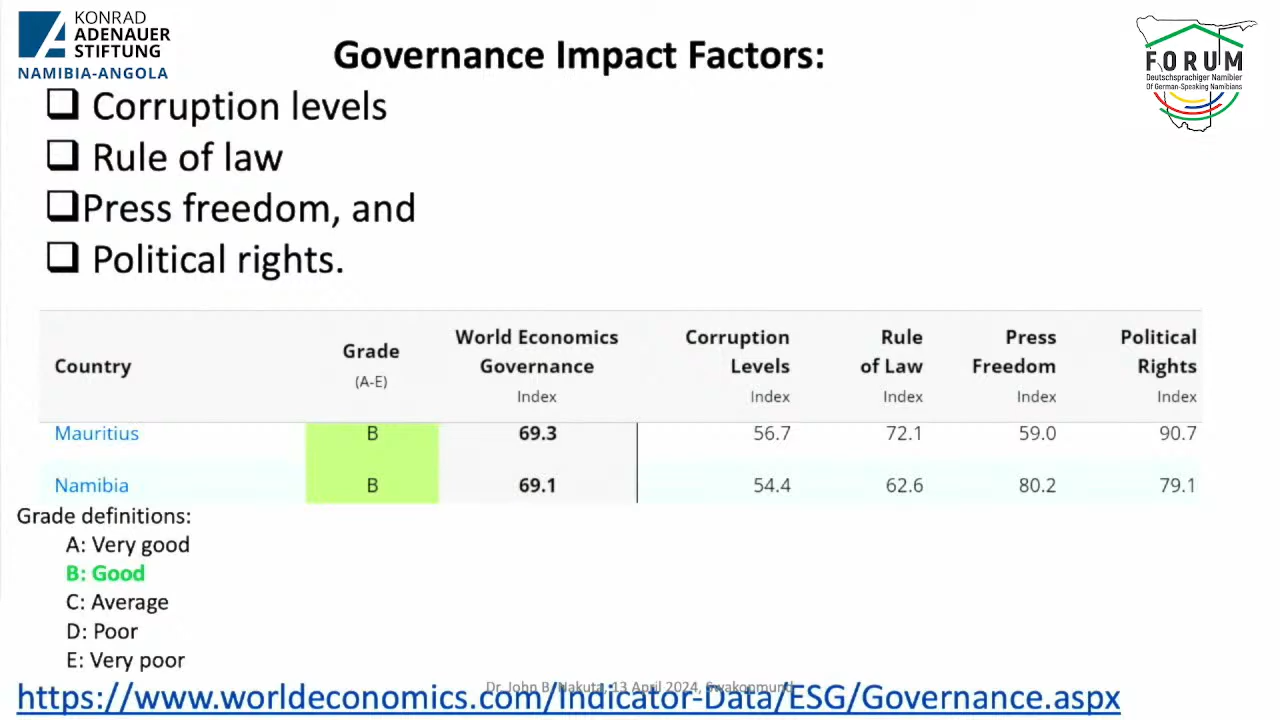 KONRAD
ADENAUER
STIFTUNG
NAMIBIA-ANGOLA
Governance Impact Factors:
FORUM
Deutschsprachiger Namibier
Of German-Speaking Namibians
Corruption levels
Rule of law
Press freedom, and
Political rights.
Country Grade (A-E) World Economics Governance Index Corruption Levels Index Rule of Law Index Press Freedom Index Political Rights Index
Mauritius B 69.3 56.7 72.1 59.0 90.7
Namibia B 69.1 54.4 62.6 80.2 79.1
Grade definitions:
A: Very good
B: Good
C: Average
D: Poor
E: Very poor
Dr. John B. Nakuta, 13 April 2024, Swakopmund
https://www.worldeconomics.com/Indicator-Data/ESG/Governance.aspx